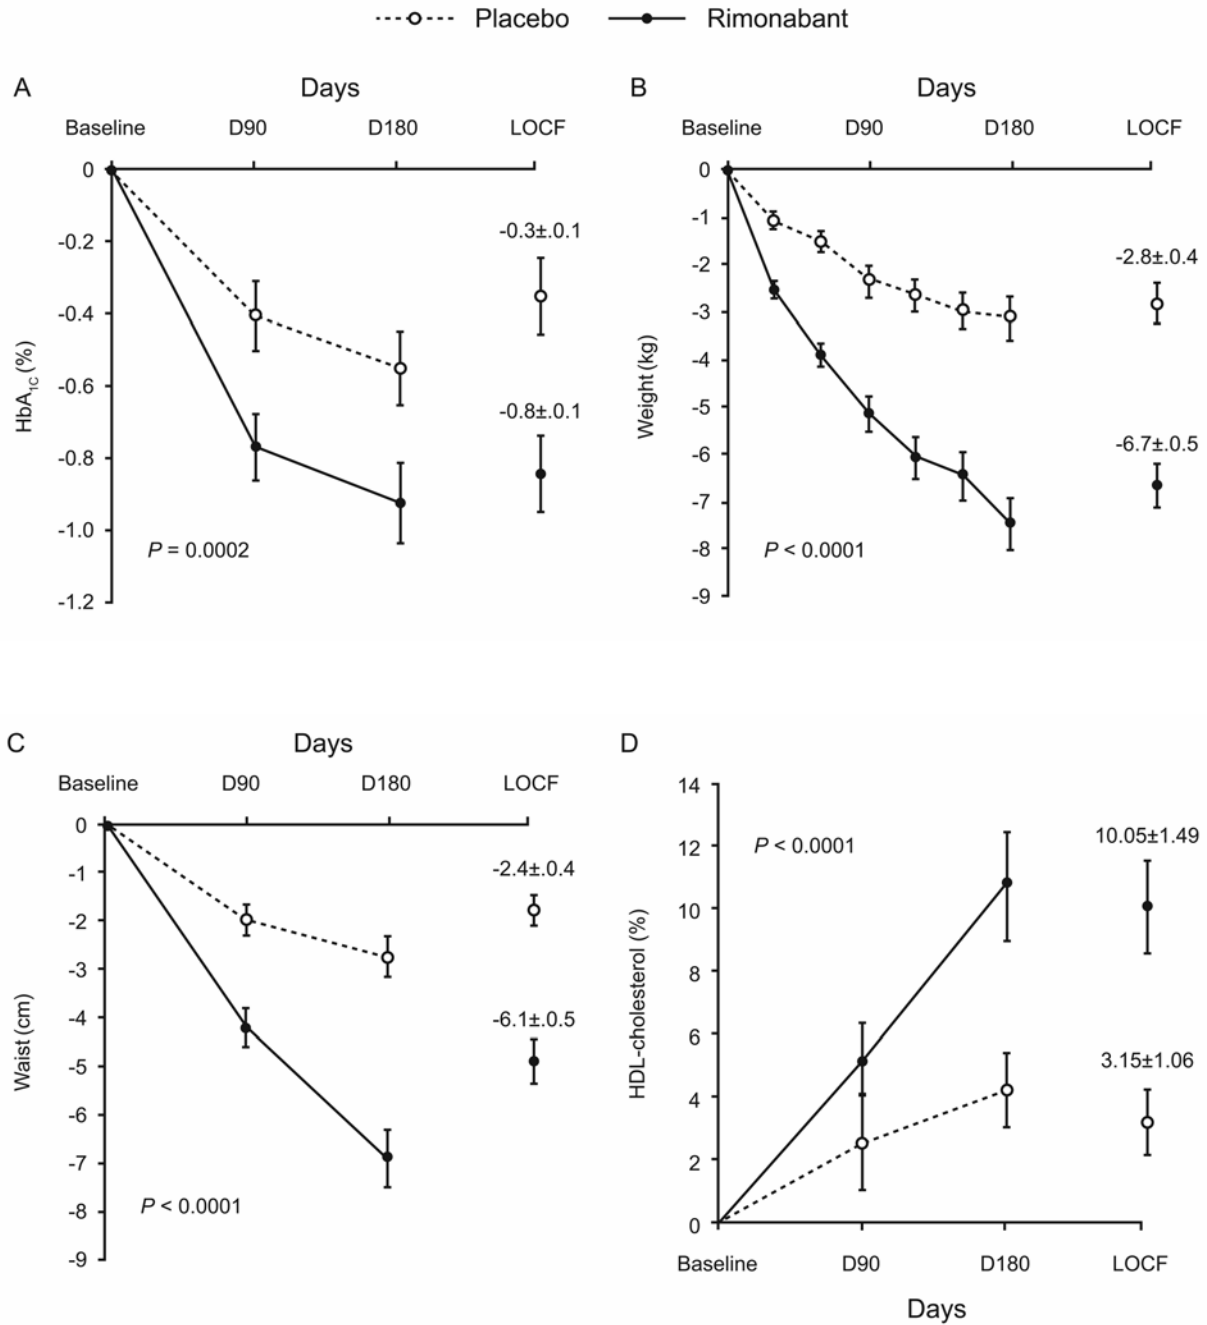 Placebo Rimonabant
A
Days
Baseline D90 D180 LOCF
0
-0.2
-0.4
-0.6
-0.8
-1.0
-1.2
HbA1C (%)
-0.3±.0.1
-0.8±.0.1
P = 0.0002
B
Days
Baseline D90 D180 LOCF
0
-1
-2
-3
-4
-5
-6
-7
-8
-9
Weight (kg)
-2.8±.0.4
-6.7±.0.5
P < 0.0001
C
Days
Baseline D90 D180 LOCF
0
-1
-2
-3
-4
-5
-6
-7
-8
-9
Waist (cm)
-2.4±.0.4
-6.1±.0.5
P < 0.0001
D
14
12
10
8
6
4
2
0
HDL-cholesterol (%)
P < 0.0001
10.05±1.49
3.15±1.06
Baseline D90 D180 LOCF
Days